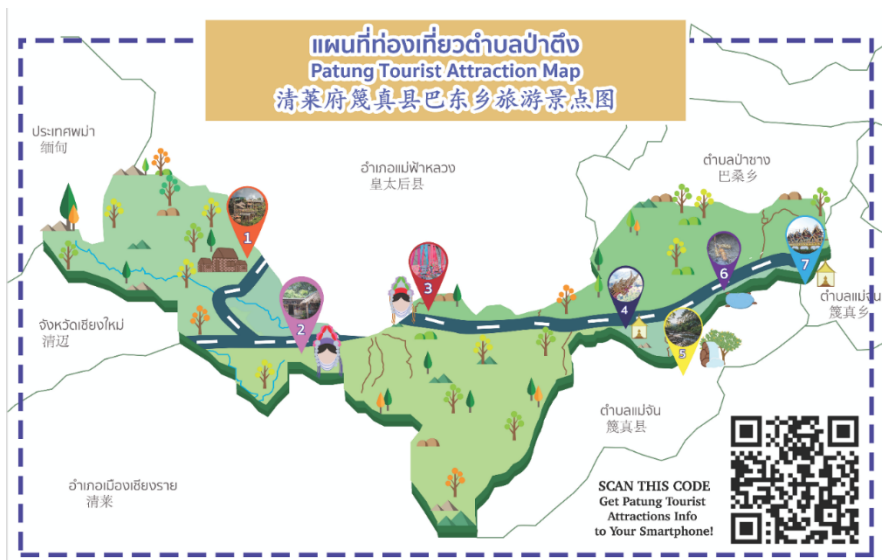 แผนที่ท่องเที่ยวตำบลป่าตึง
Patung Tourist Attraction Map
清莱府篾真县巴东乡旅游景点图
ประเทศพม่า
缅甸
อำเภอแม่ฟ้าหลวง
皇太后县
ตำบลป่าซาง
巴桑乡
1
3
6
7
2
4
5
จังหวัดเชียงใหม่
清迈
ตำบลแม่จัน
篾真乡
ตำบลแม่จัน
篾真县
อำเภอเมืองเชียงราย
清莱
SCAN THIS CODE
Get Patung Tourist
Attractions Info
to Your Smartphone!